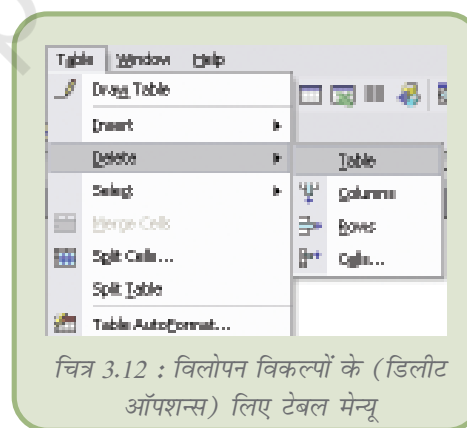 Table Window Help
Draw Table
Insert
Delete
Table
Select
Columns
Merge Cells
Rows
Split Cells...
Cells...
Split Table
Table AutoFormat...
चित्र 3.12 : विलोपन विकल्पों के (डिलीट
ऑपशन्स) लिए टेबल मेन्यू